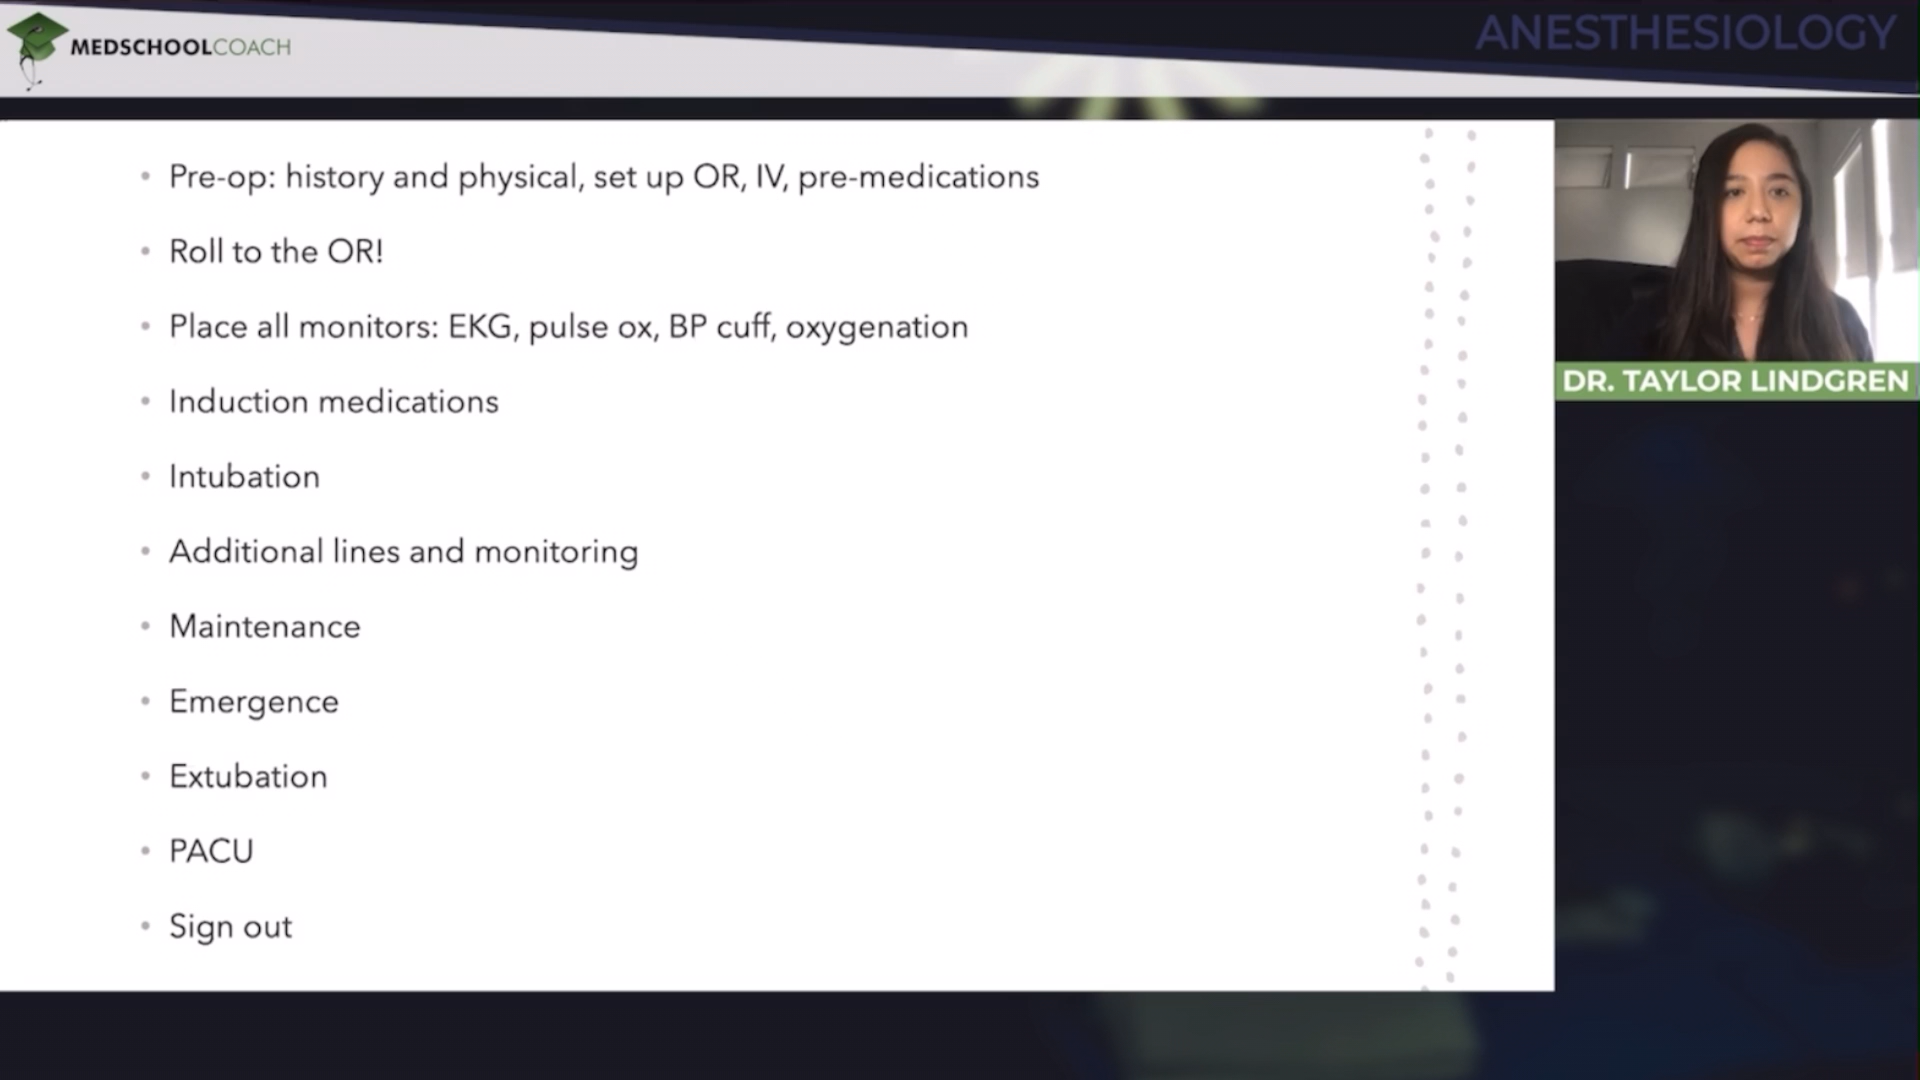 MEDSCHOOLCOACH
ANESTHESIOLOGY
• Pre-op: history and physical, set up OR, IV, pre-medications
• Roll to the OR!
• Place all monitors: EKG, pulse ox, BP cuff, oxygenation
• Induction medications
• Intubation
• Additional lines and monitoring
• Maintenance
• Emergence
• Extubation
• PACU
• Sign out
DR. TAYLOR LINDGREN